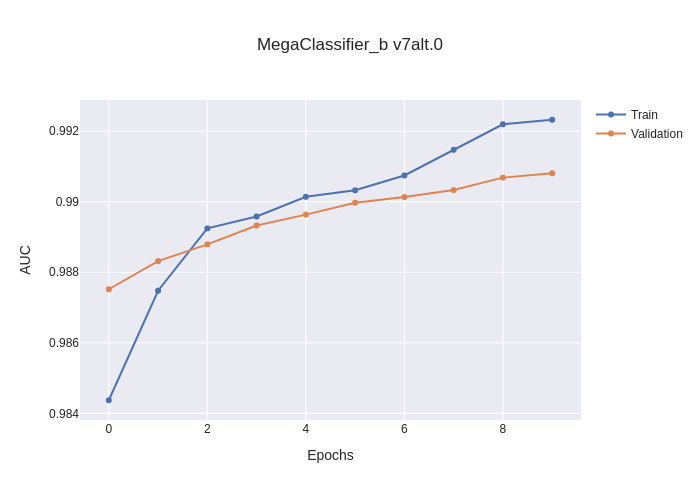 MegaClassifier_b v7alt.0
Train
Validation
0.992
0.99
0.988
0.986
0.984
AUC
0 2 4 6 8
Epochs